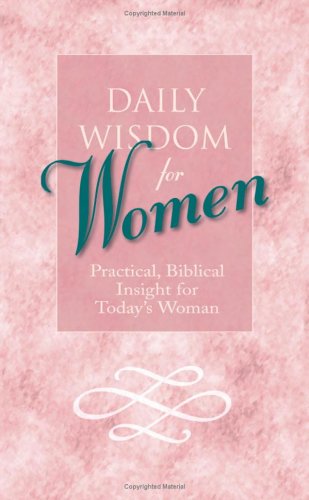 DAILY
WISDOM
for
Women
Practical, Biblical
Insight for
Today's Woman
Copyrighted Material
Copyrighted Material